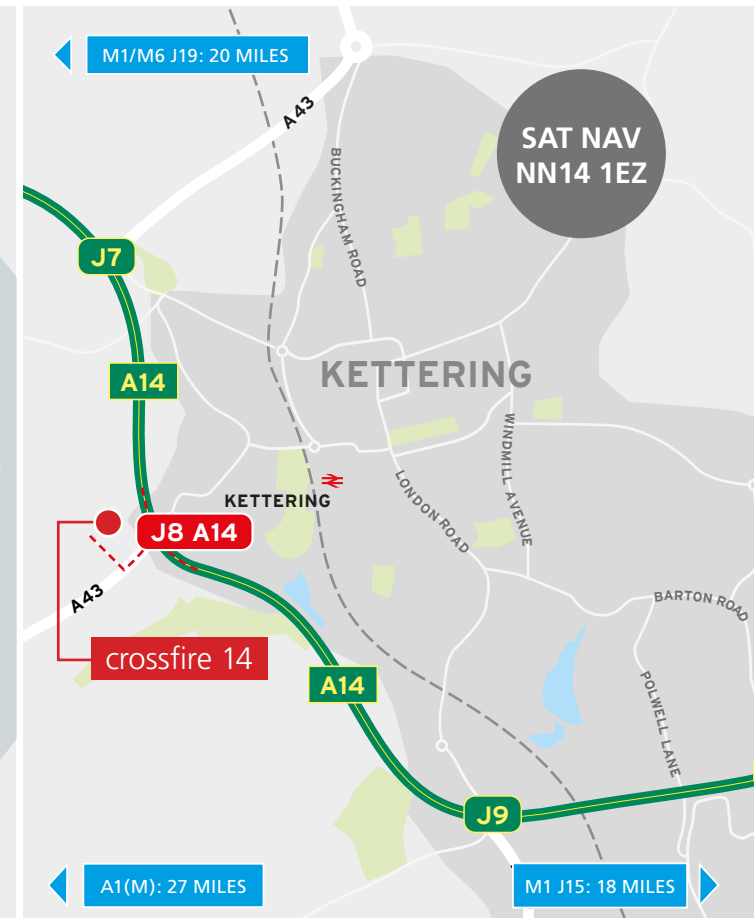 M1/M6 J19: 20 MILES
A43
SAT NAV
NN14 1EZ
BUCKINGHAM ROAD
J7
A14
KETTERING
WINDMILL AVENUE
LONDON ROAD
KETTERING
J8 A14
A43
BARTON ROAD
crossfire 14
A14
POLWELL LANE
J9
A1(M): 27 MILES
M1 J15: 18 MILES